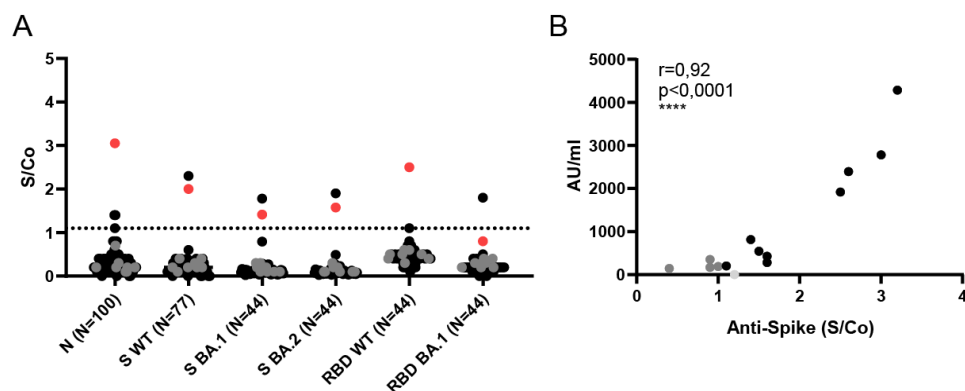 A
S/Co
5
4
3
2
1
0
N (N=100)
S WT (N=77)
S BA.1 (N=44)
S BA.2 (N=44)
RBD WT (N=44)
RBD BA.1 (N=44)
B
r=0,92
p<0,0001
****
AU/ml
5000
4000
3000
2000
1000
0
0
1
2
3
4
Anti-Spike (S/Co)